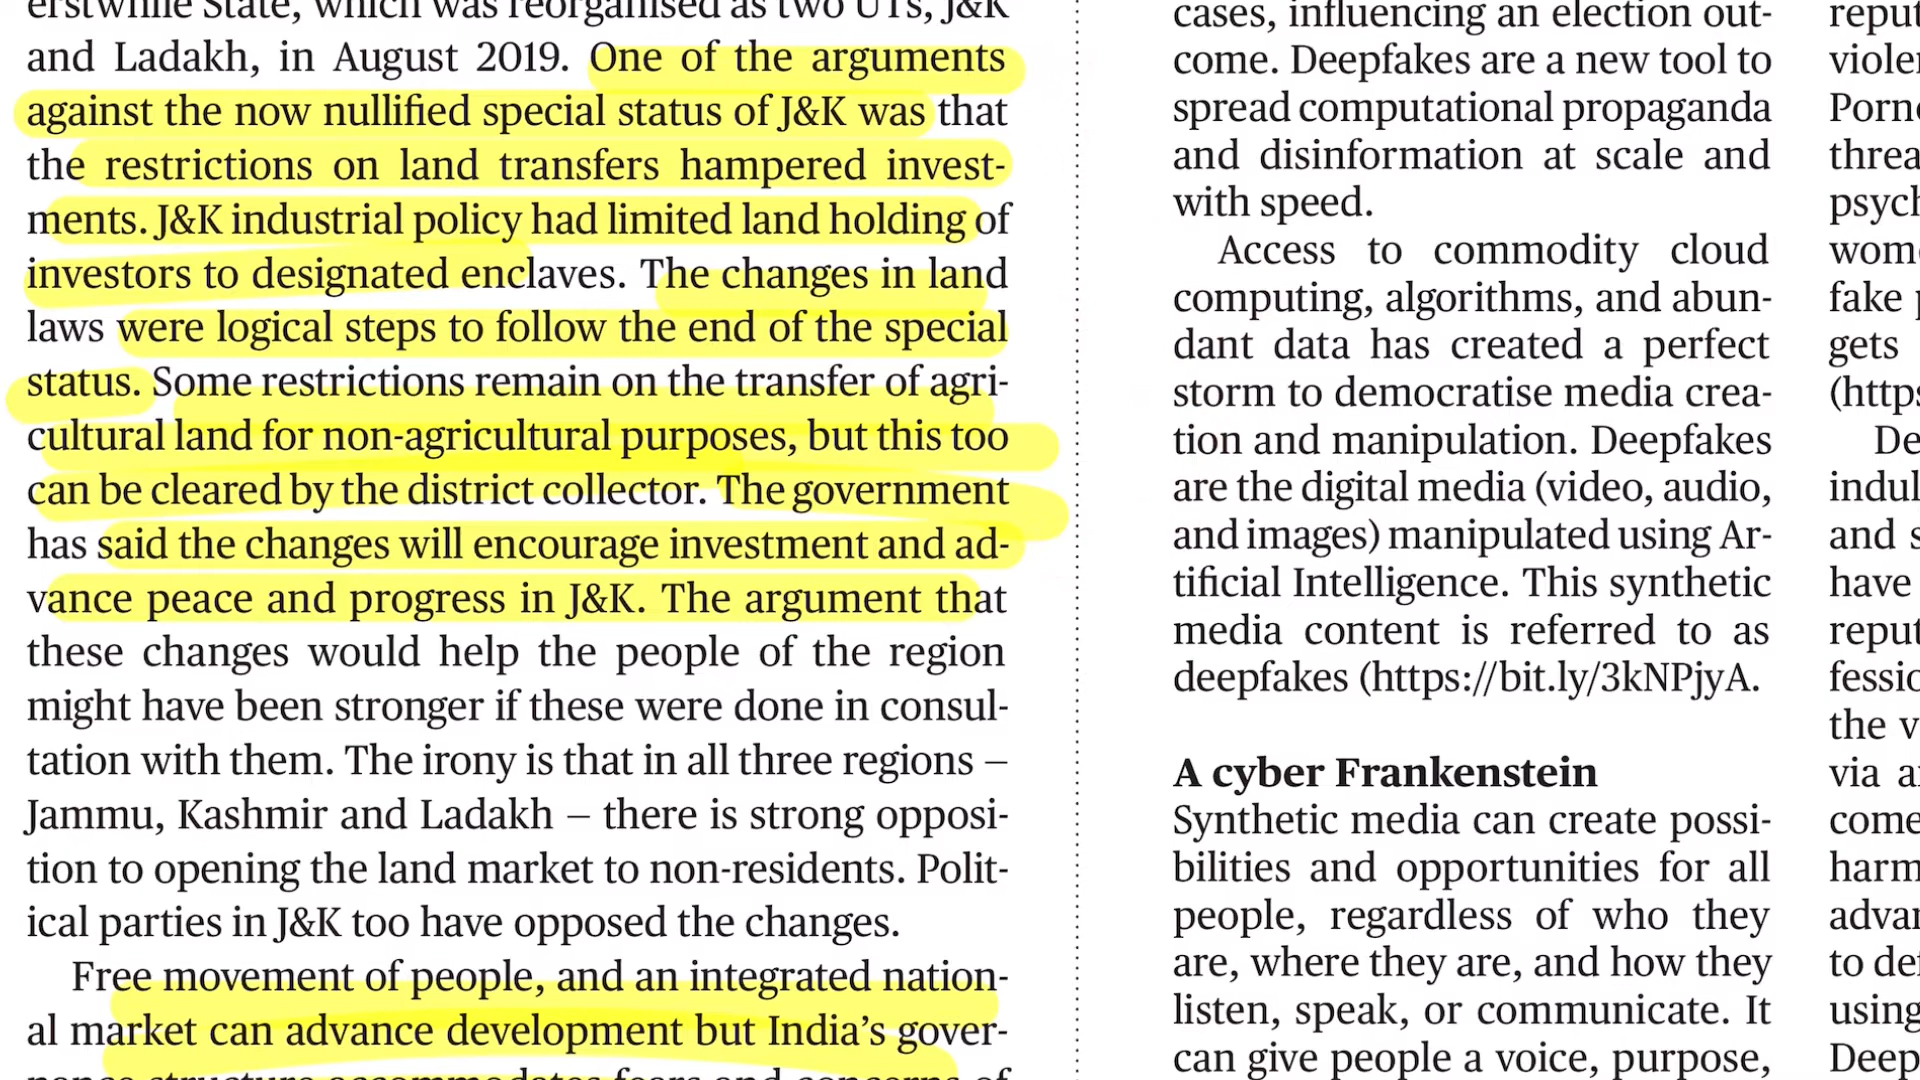 erstwhile State, which was reorganised as two UTs, J&K
and Ladakh, in August 2019. One of the arguments
against the now nullified special status of J&K was that
the restrictions on land transfers hampered invest-
ments. J&K industrial policy had limited land holding of
investors to designated enclaves. The changes in land
laws were logical steps to follow the end of the special
status. Some restrictions remain on the transfer of agri-
cultural land for non-agricultural purposes, but this too
can be cleared by the district collector. The government
has said the changes will encourage investment and ad-
vance peace and progress in J&K. The argument that
these changes would help the people of the region
might have been stronger if these were done in consul-
tation with them. The irony is that in all three regions –
Jammu, Kashmir and Ladakh – there is strong opposi-
tion to opening the land market to non-residents. Polit-
ical parties in J&K too have opposed the changes.
Free movement of people, and an integrated nation-
al market can advance development but India's gover-
nance structure accommodates fears and concerns of
cases, influencing an election out-
come. Deepfakes are a new tool to
spread computational propaganda
and disinformation at scale and
with speed.
Access to commodity cloud
computing, algorithms, and abun-
dant data has created a perfect
storm to democratise media crea-
tion and manipulation. Deepfakes
are the digital media (video, audio,
and images) manipulated using Ar-
tificial Intelligence. This synthetic
media content is referred to as
deepfakes (https://bit.ly/3kNPjyA.
A cyber Frankenstein
Synthetic media can create possi-
bilities and opportunities for all
people, regardless of who they
are, where they are, and how they
listen, speak, or communicate. It
can give people a voice, purpose,
gets
(https
and
have
the
via
to
using